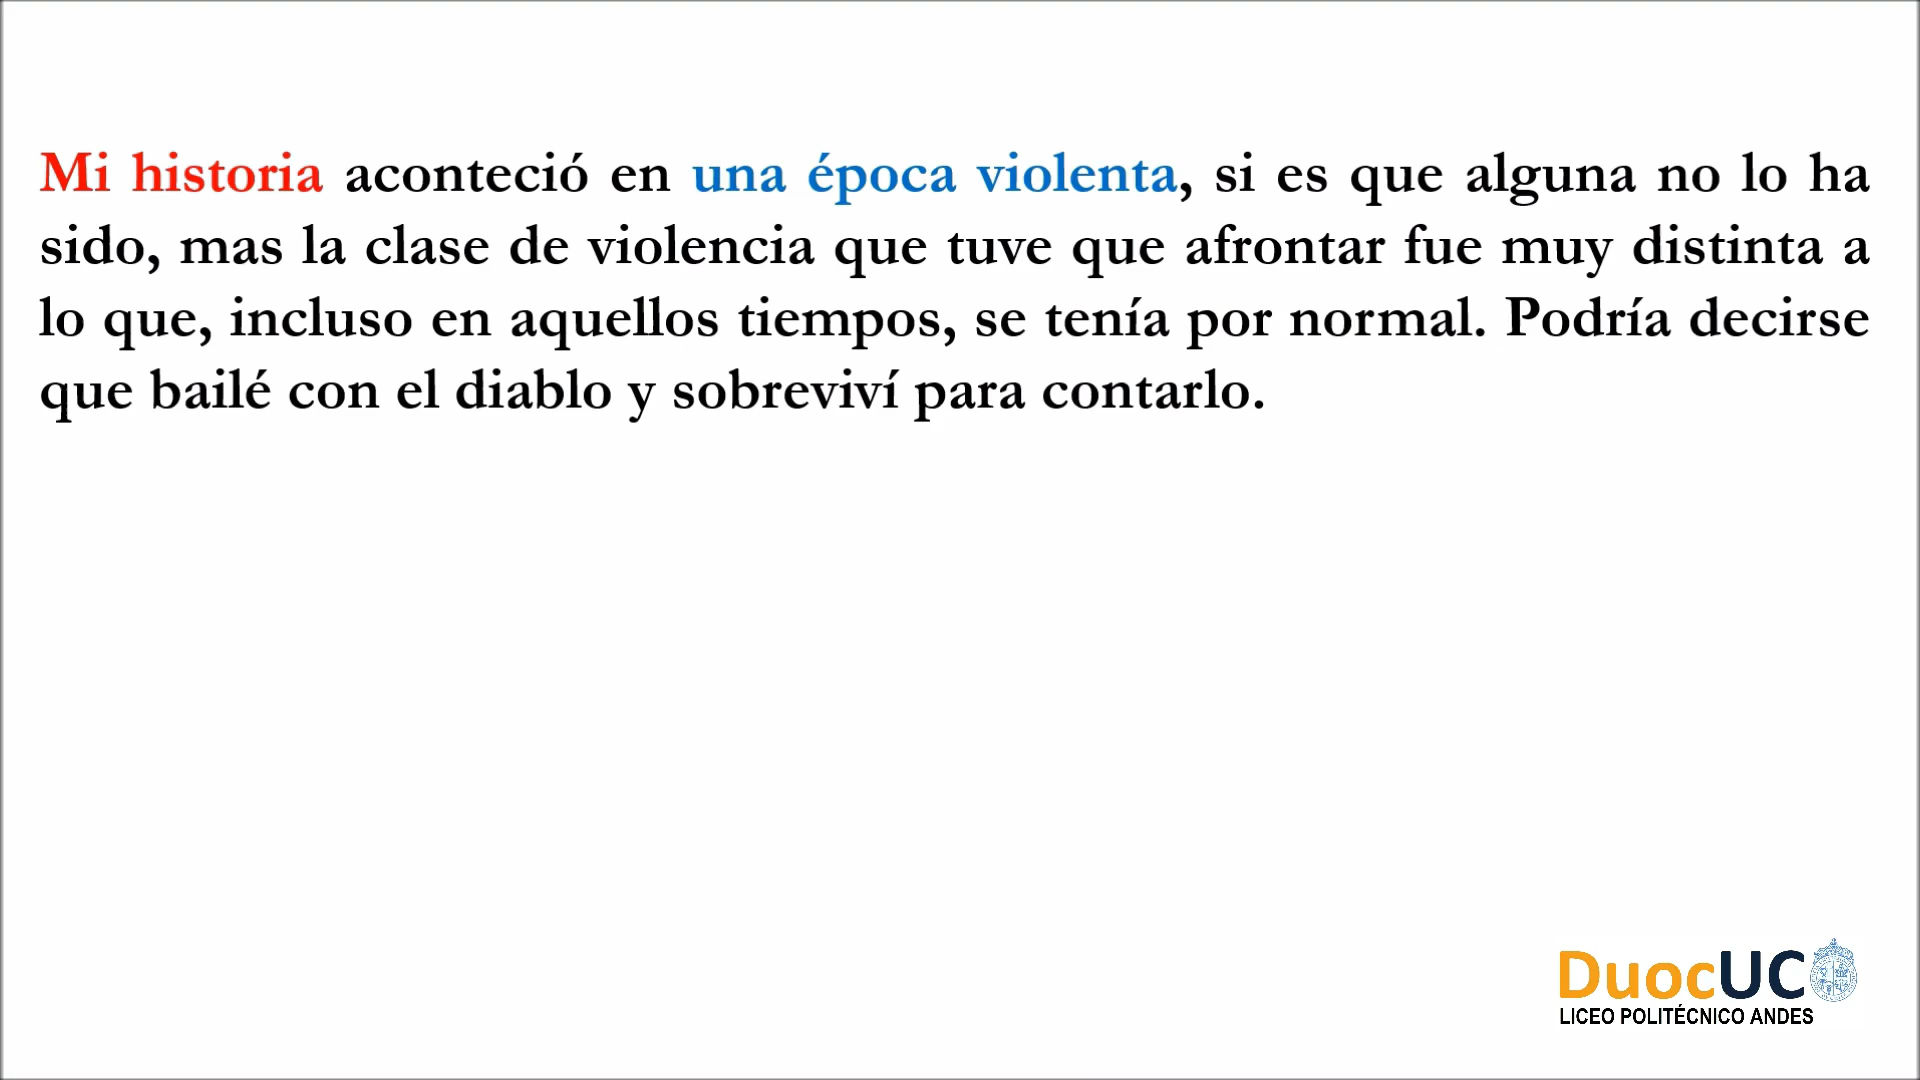 Mi historia aconteció en una época violenta, si es que alguna no lo ha
sido, mas la clase de violencia que tuve que afrontar fue muy distinta a
lo que, incluso en aquellos tiempos, se tenía por normal. Podría decirse
que bailé con el diablo y sobreviví para contarlo.
DuocUC
LICEO POLITÉCNICO ANDES